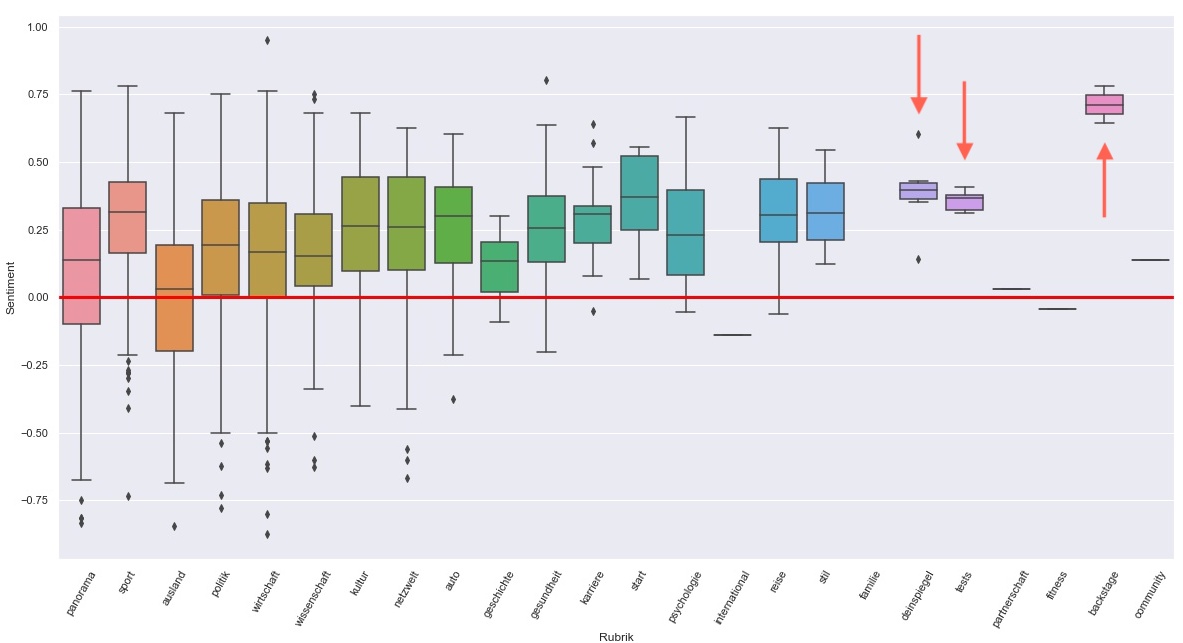 1.00
0.75
0.50
0.25
0.00
−0.25
−0.50
−0.75
Sentiment
panorama
sport
ausland
politik
wirtschaft
wissenschaft
kultur
netzwelt
auto
geschichte
gesundheit
karriere
start
psychologie
international
reise
stil
familie
deinspiegel
tests
partnerschaft
fitness
backstage
community
Rubrik